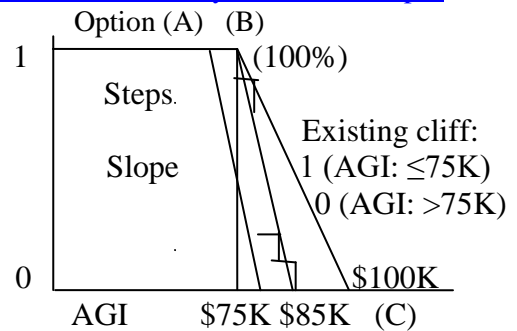 Option (A) (B)
1 (100%)
Steps.
Existing cliff:
Slope 1 (AGI: ≤75K)
0 (AGI: >75K)
0 $100K
AGI $75K $85K (C)